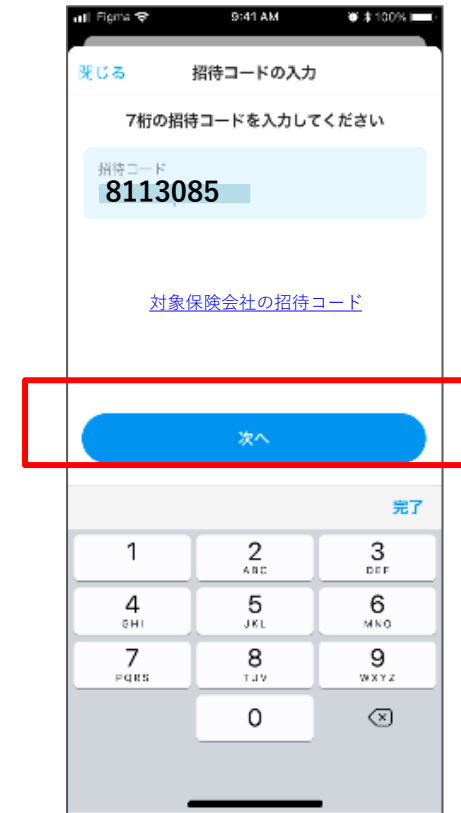 Figma 9:41 AM 100%
閉じる 招待コードの入力
7桁の招待コードを入力してください
招待コード
8113085
対象保険会社の招待コード
次へ
完了
1 2 3
ABC DEF
4 5 6
GHI JKL MNO
7 8 9
PQRS TUV WXYZ
0